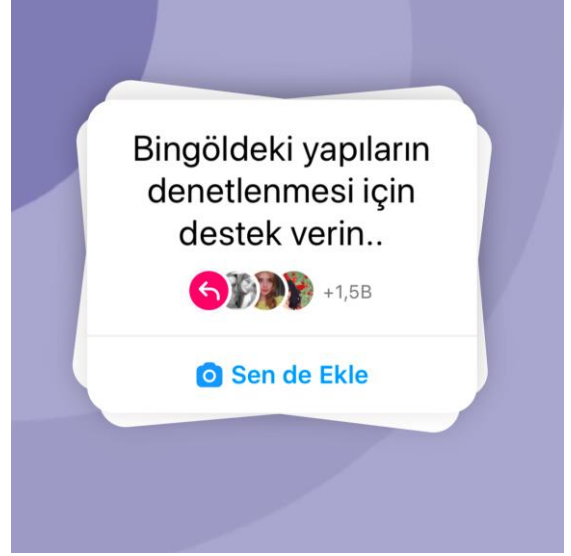 Bingöldeki yapıların
denetlenmesi için
destek verin..
+1,5B
Sen de Ekle